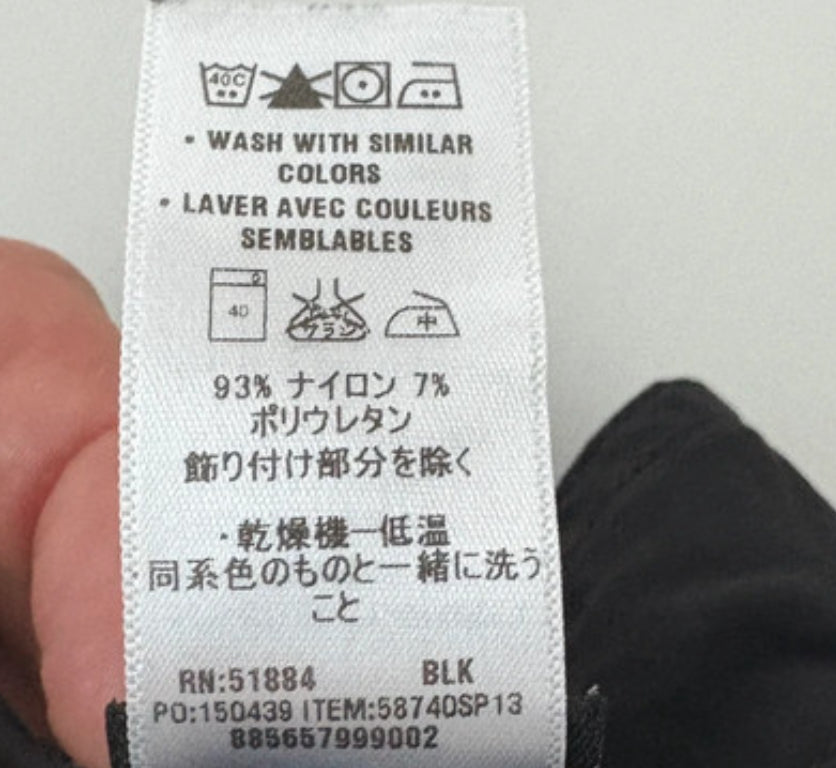 40C
• WASH WITH SIMILAR
COLORS
• LAVER AVEC COULEURS
SEMBLABLES
40
中
93% ナイロン 7%
ポリウレタン
飾り付け部分を除く
・乾燥機一低温
同系色のものと一緒に洗う
こと
RN:51884 BLK
PO:150439 ITEM:58740SP13
885657999002